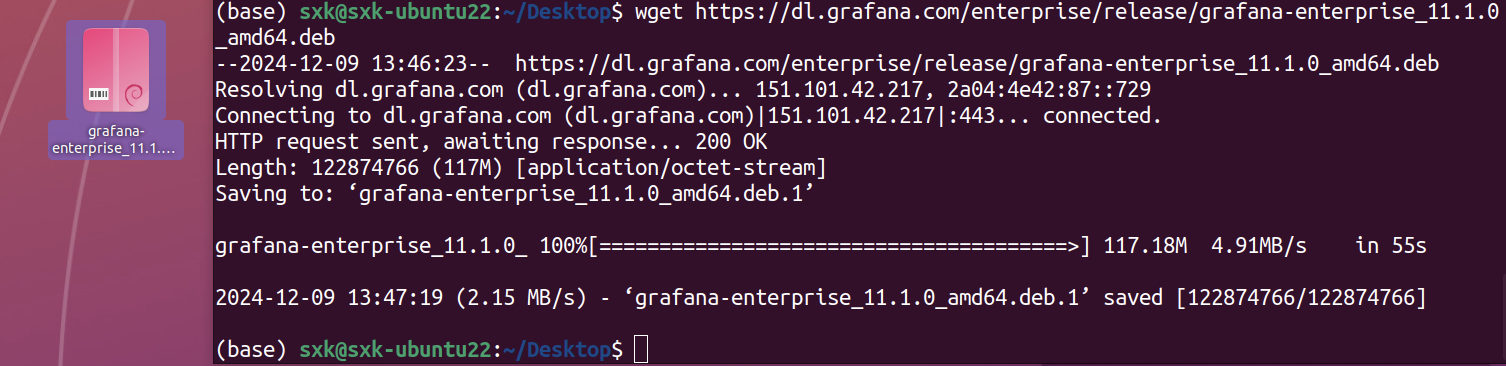 grafana-
enterprise_11.1....
(base) sxk@sxk-ubuntu22:~/Desktop$ wget https://dl.grafana.com/enterprise/release/grafana-enterprise_11.1.0
_amd64.deb
--2024-12-09 13:46:23--  https://dl.grafana.com/enterprise/release/grafana-enterprise_11.1.0_amd64.deb
Resolving dl.grafana.com (dl.grafana.com)... 151.101.42.217, 2a04:4e42:87::729
Connecting to dl.grafana.com (dl.grafana.com)|151.101.42.217|:443... connected.
HTTP request sent, awaiting response... 200 OK
Length: 122874766 (117M) [application/octet-stream]
Saving to: ‘grafana-enterprise_11.1.0_amd64.deb.1’
grafana-enterprise_11.1.0_ 100%[=======================================>] 117.18M  4.91MB/s    in 55s
2024-12-09 13:47:19 (2.15 MB/s) - ‘grafana-enterprise_11.1.0_amd64.deb.1’ saved [122874766/122874766]
(base) sxk@sxk-ubuntu22:~/Desktop$